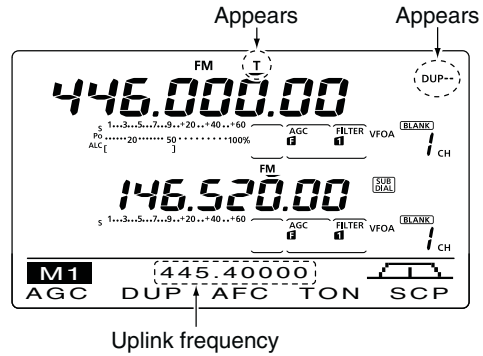 Appears Appears
FM T
DUP--
446.000.00
S 1...3...5...7...9..+20..+40..+60
Po ......20...... 50 ..........100%
ALC [ ]
AGC FILTER VFOA BLANK
F 1 1 CH
FM
146.520.00 SUB DIAL
S 1...3...5...7...9..+20..+40..+60
AGC FILTER VFOA BLANK
F 1 1 CH
M1 445.40000
AGC DUP AFC TON SCP
Uplink frequency